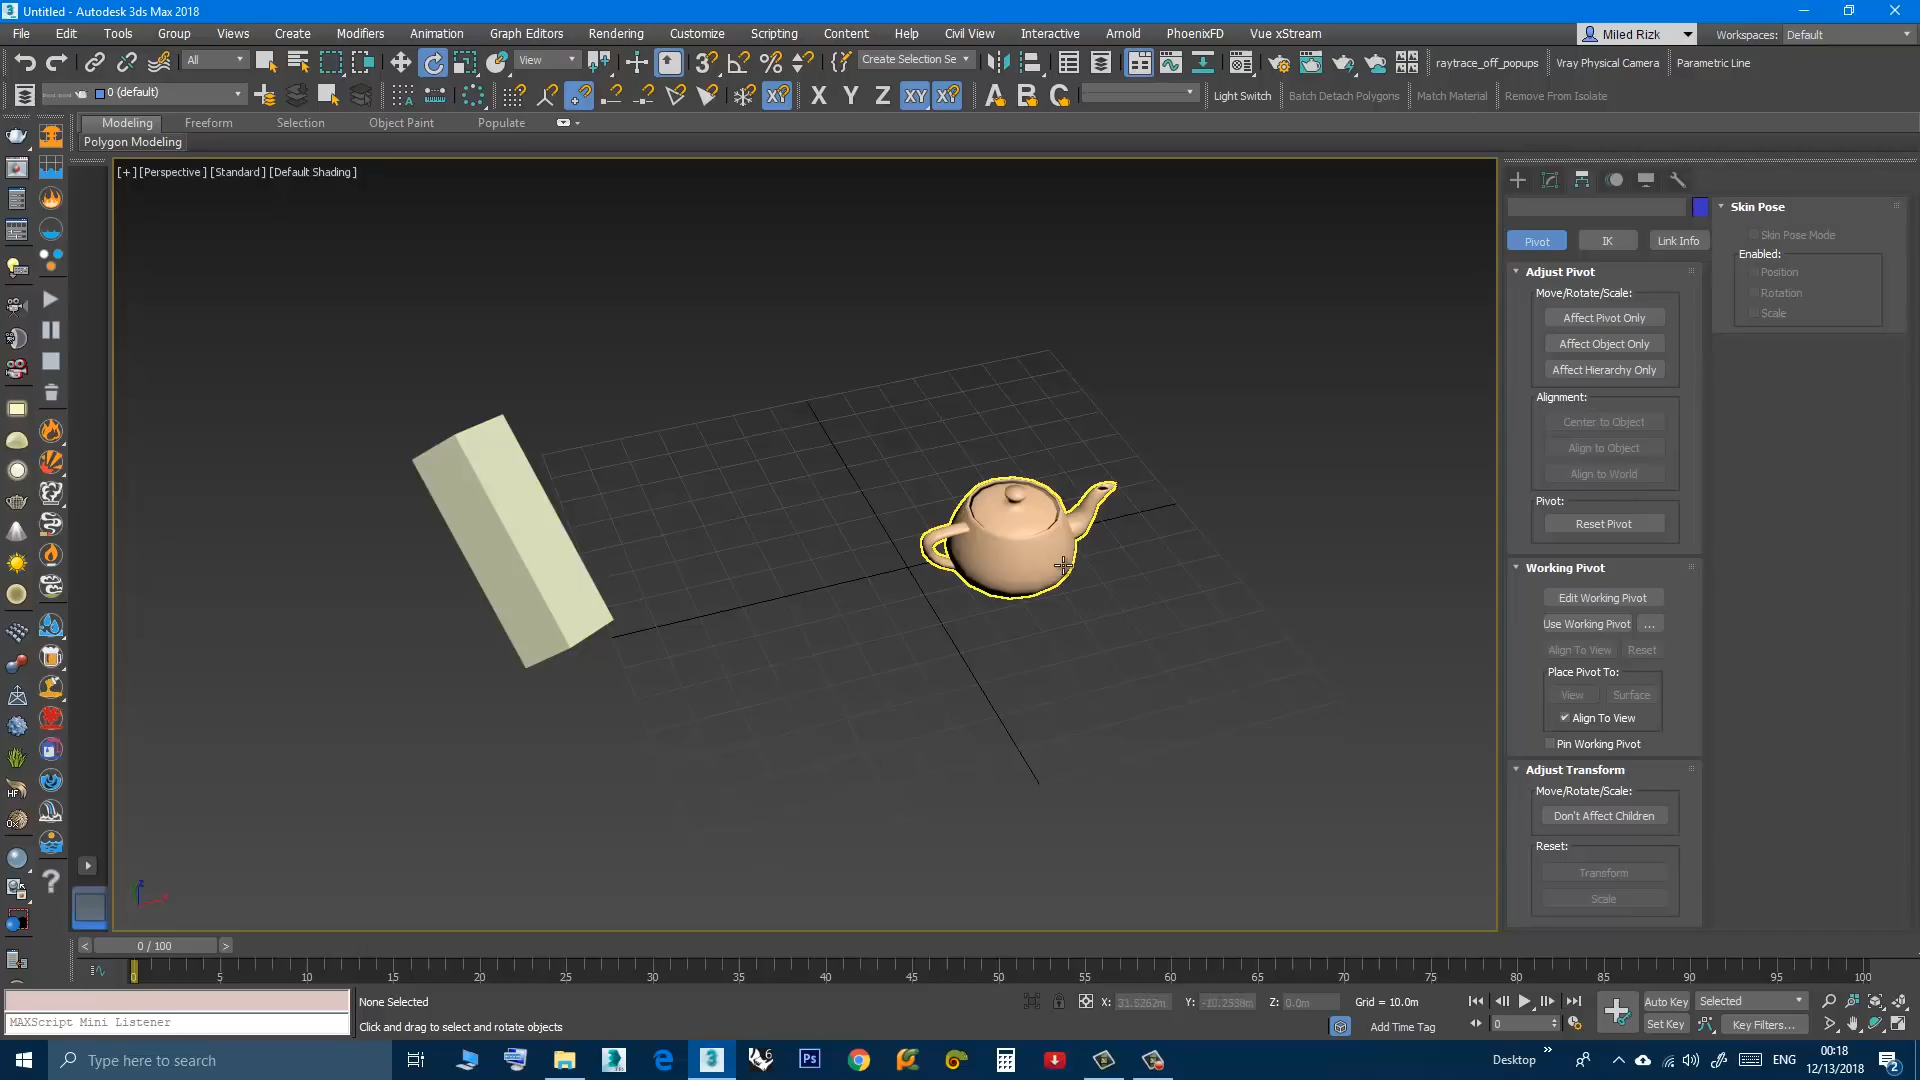 Untitled - Autodesk 3ds Max 2018
File Edit Tools Group Views Create Modifiers Animation Graph Editors Rendering Customize Scripting Content Help Civil View Interactive Arnold PhoenixFD Vue xStream Miled Rizk Workspaces: Default
All View Create Selection Se raytrace_off_popups Vray Physical Camera Parametric Line
0 (default) X Y Z XY XY Light Switch Batch Detach Polygons Match Material Remove From Isolate
Modeling Freeform Selection Object Paint Populate
Polygon Modeling
[+] [Perspective] [Standard] [Default Shading]
Pivot IK Link Info
Adjust Pivot
Move/Rotate/Scale:
Affect Pivot Only
Affect Object Only
Affect Hierarchy Only
Alignment:
Center to Object
Align to Object
Align to World
Pivot:
Reset Pivot
Working Pivot
Edit Working Pivot
Use Working Pivot ...
Align To View Reset
Place Pivot To:
View Surface
Align To View
Pin Working Pivot
Adjust Transform
Move/Rotate/Scale:
Don't Affect Children
Reset:
Transform
Scale
Skin Pose
Skin Pose Mode
Enabled:
Position
Rotation
Scale
< 0 / 100 >
0 5 10 15 20 25 30 35 40 45 50 55 60 65 70 75 80 85 90 95 100
MAXScript Mini Listener
None Selected X: 31.5262m Y: -10.2538m Z: 0.0m Grid = 10.0m Auto Key Selected
Click and drag to select and rotate objects Add Time Tag 0 Set Key Key Filters...
Type here to search Desktop ENG 00:18
12/13/2018 2